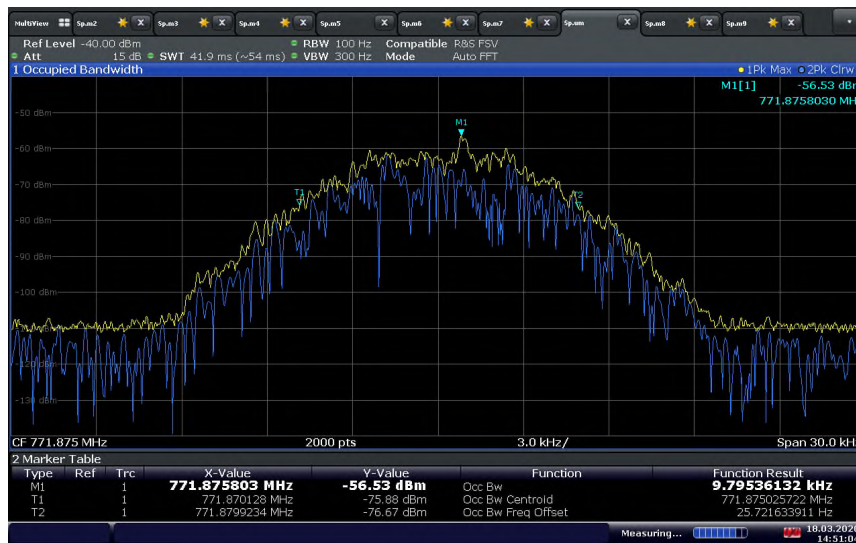 MultiView Sp.m2 X Sp.m3 X Sp.m4 X Sp.m5 X Sp.m6 X Sp.m7 X Sp.um X Sp.m8 X Sp.m9 X
Ref Level -40.00 dBm RBW 100 Hz Compatible R&S FSV
Att 15 dB SWT 41.9 ms (~54 ms) VBW 300 Hz Mode Auto FFT
1 Occupied Bandwidth 1Pk Max 2Pk Clrw
M1[1] -56.53 dBm
771.8758030 MH
-50 dBm
M1
-60 dBm
-70 dBm
T1
T2
-80 dBm
-90 dBm
-100 dBm
-120 dBm
-130 dBm
CF 771.875 MHz 2000 pts 3.0 kHz/ Span 30.0 kHz
2 Marker Table
Type Ref Trc X-Value Y-Value Function Function Result
M1 1 771.875803 MHz -56.53 dBm Occ Bw 9.79536132 kHz
T1 1 771.870128 MHz -75.88 dBm Occ Bw Centroid 771.875025722 MHz
T2 1 771.8799234 MHz -76.67 dBm Occ Bw Freq Offset 25.721633911 Hz
Measuring... 18.03.202
14:51:04